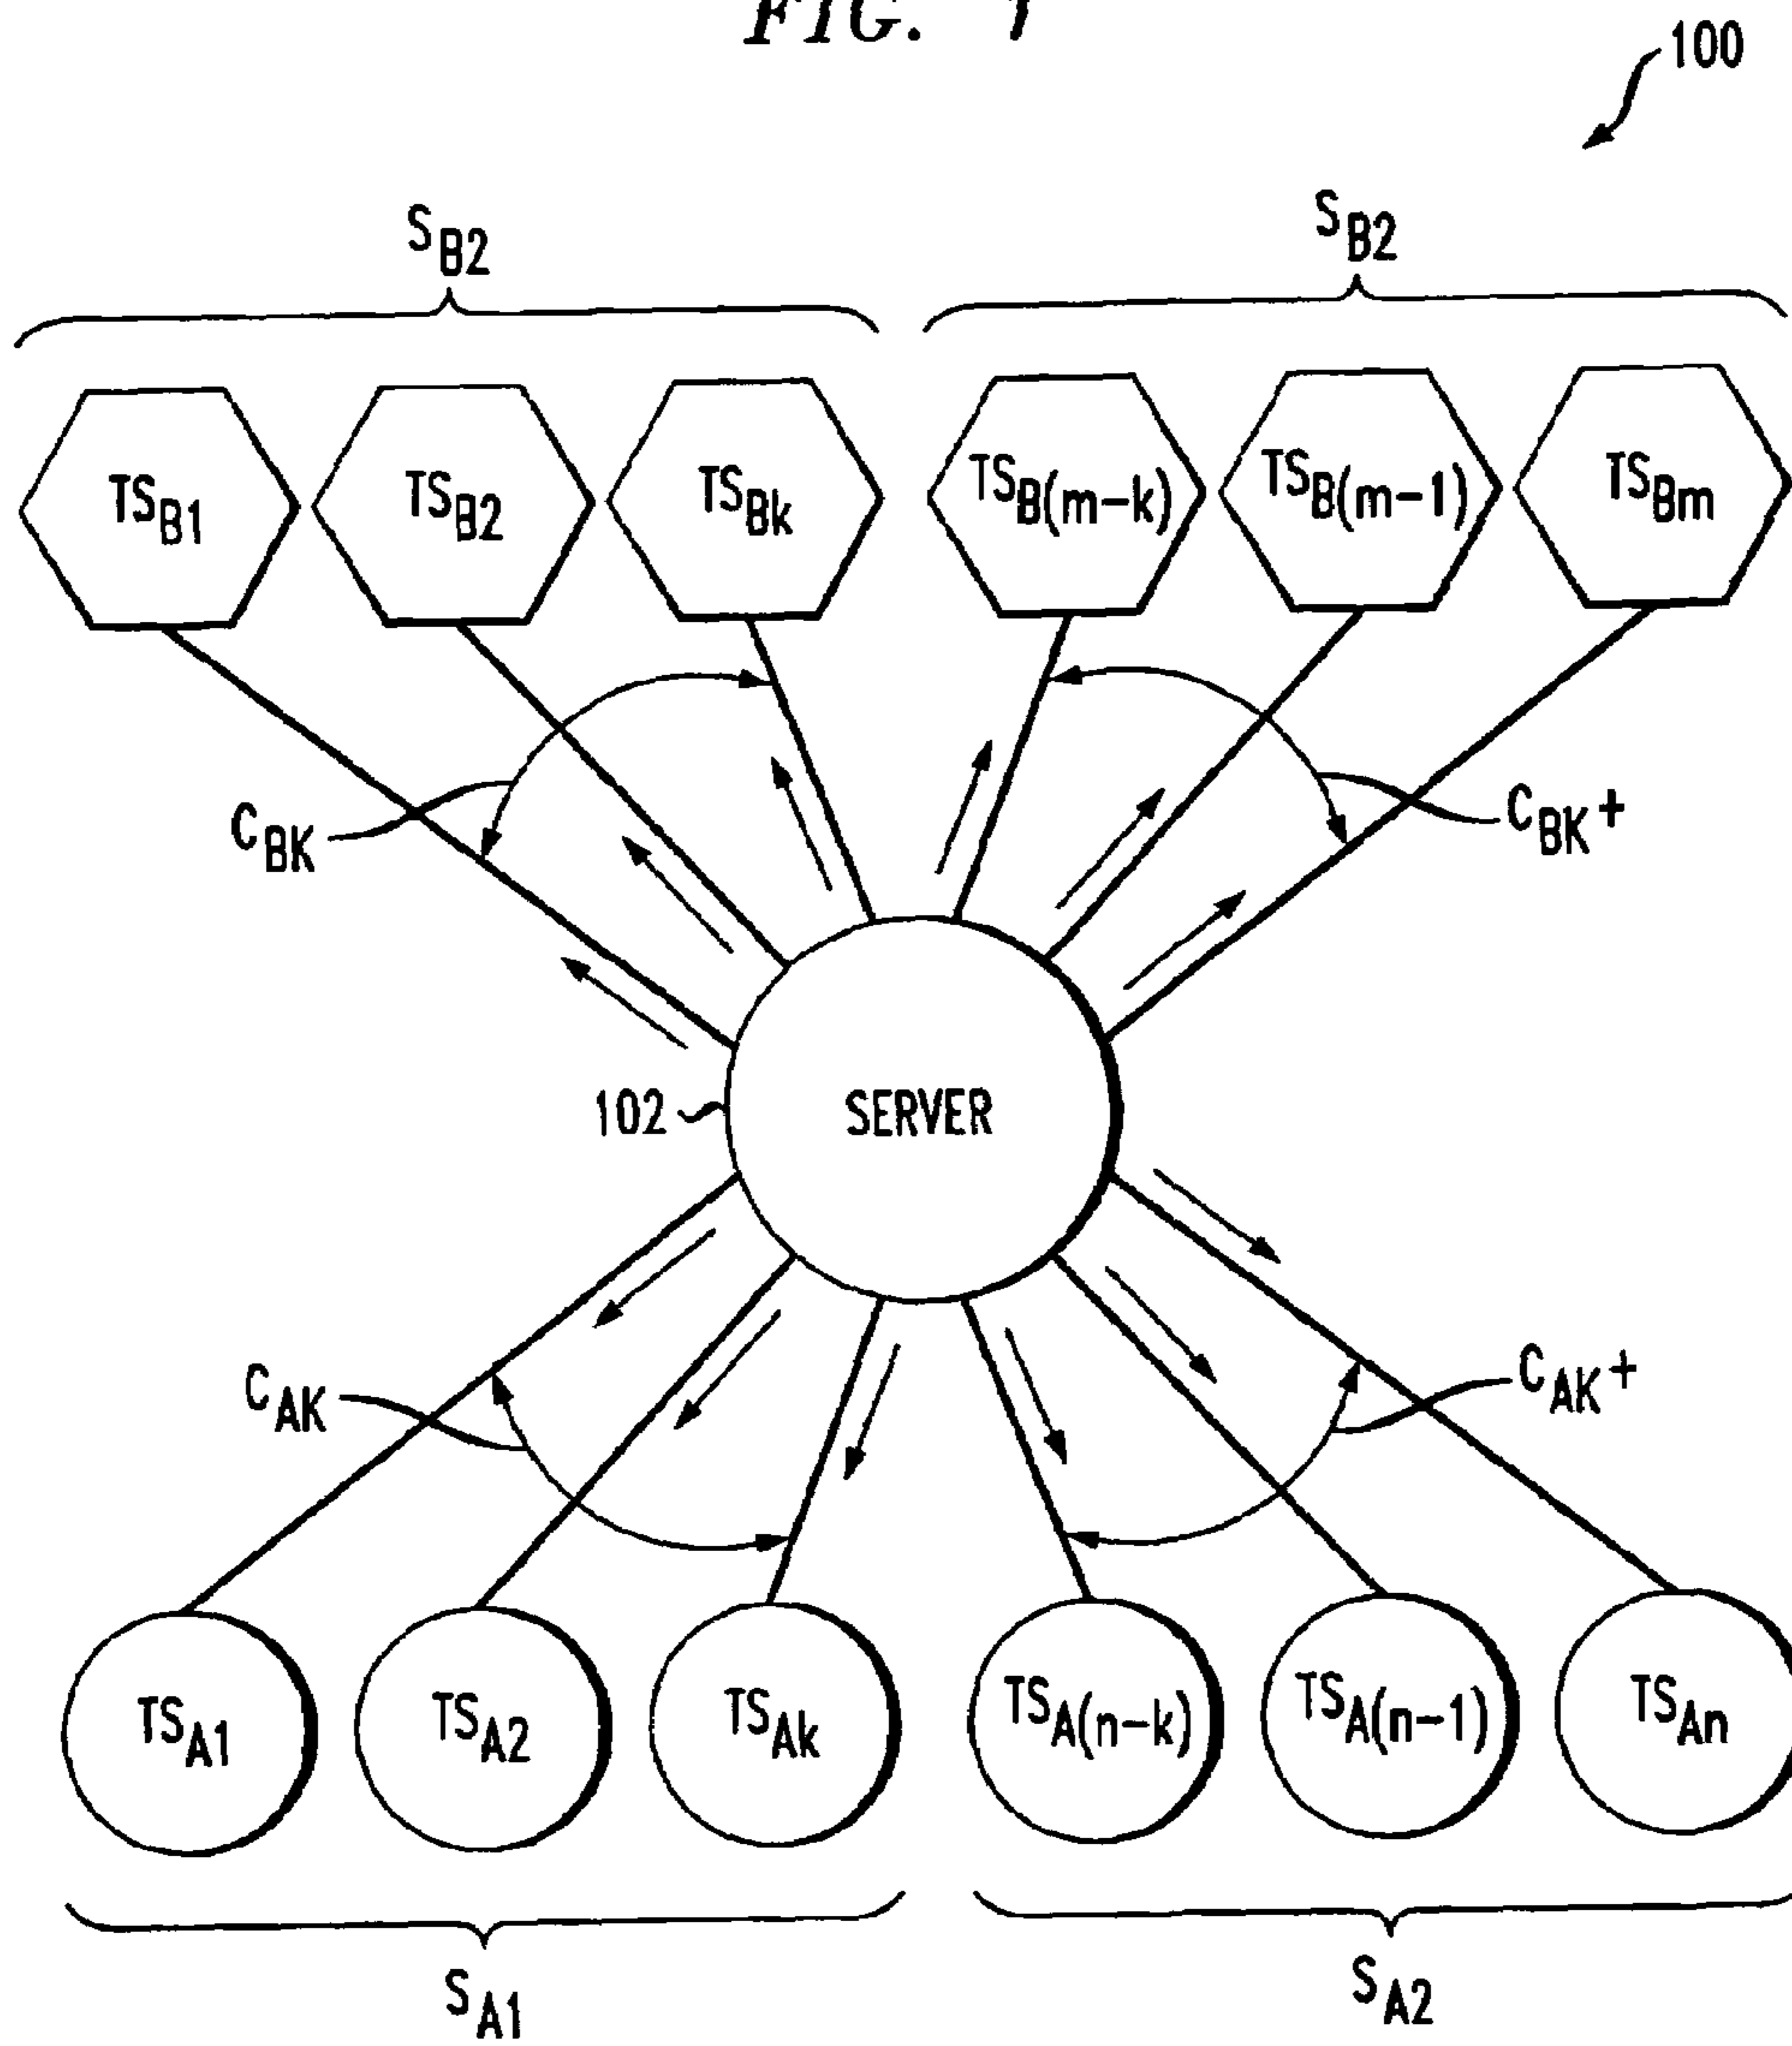 FIG. 1
100
S_B2
S_B2
TS_B1
TS_B2
TS_Bk
TS_B(m-k)
TS_B(m-1)
TS_Bm
C_BK
C_BK+
102
SERVER
C_AK
C_AK+
TS_A1
TS_A2
TS_Ak
TS_A(n-k)
TS_A(n-1)
TS_An
S_A1
S_A2